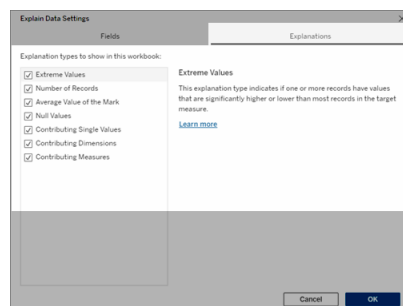 Explain Data Settings
Fields
Explanations
Explanation types to show in this workbook:
Extreme Values
Number of Records
Average Value of the Mark
Null Values
Contributing Single Values
Contributing Dimensions
Contributing Measures
Extreme Values
This explanation type indicates if one or more records have values
that are significantly higher or lower than most records in the target
measure.
Learn more
Cancel
OK